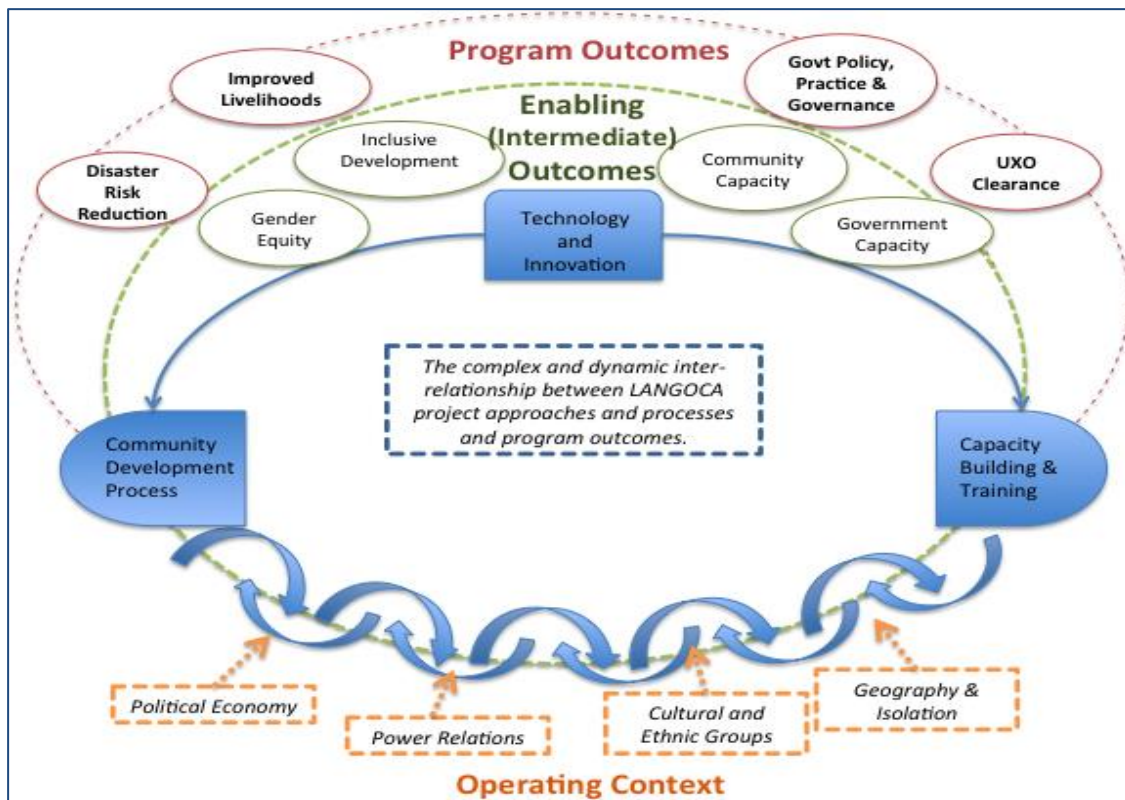 Program Outcomes
Improved
Livelihoods
Govt Policy,
Practice &
Governance
Disaster
Risk
Reduction
UXO
Clearance
Enabling
(Intermediate)
Outcomes
Inclusive
Development
Community
Capacity
Gender
Equity
Government
Capacity
Technology
and
Innovation
The complex and dynamic inter-
relationship between LANGOCA
project approaches and processes
and program outcomes.
Community
Development
Process
Capacity
Building &
Training
Political Economy
Power Relations
Cultural and
Ethnic Groups
Geography &
Isolation
Operating Context